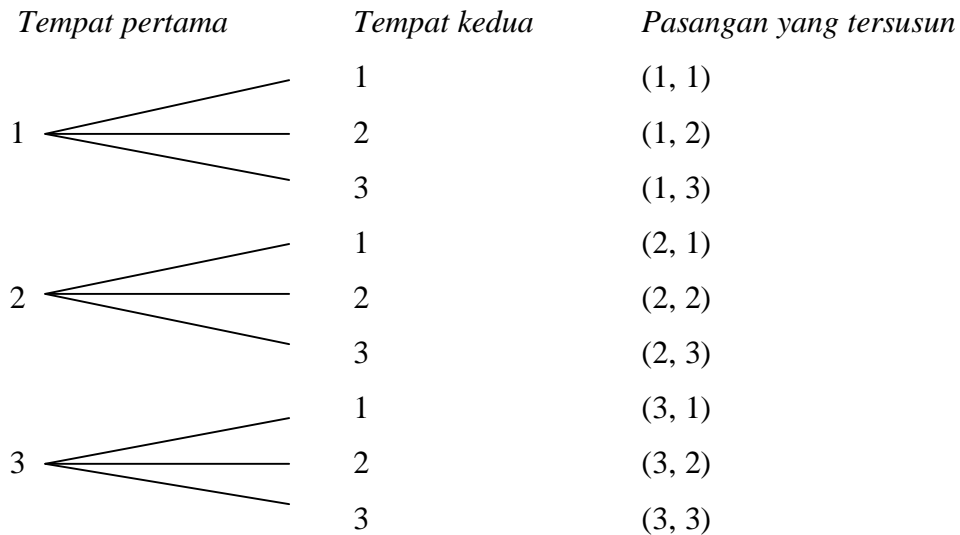 Tempat pertama Tempat kedua Pasangan yang tersusun
1 (1, 1)
1 2 (1, 2)
3 (1, 3)
1 (2, 1)
2 2 (2, 2)
3 (2, 3)
1 (3, 1)
3 2 (3, 2)
3 (3, 3)